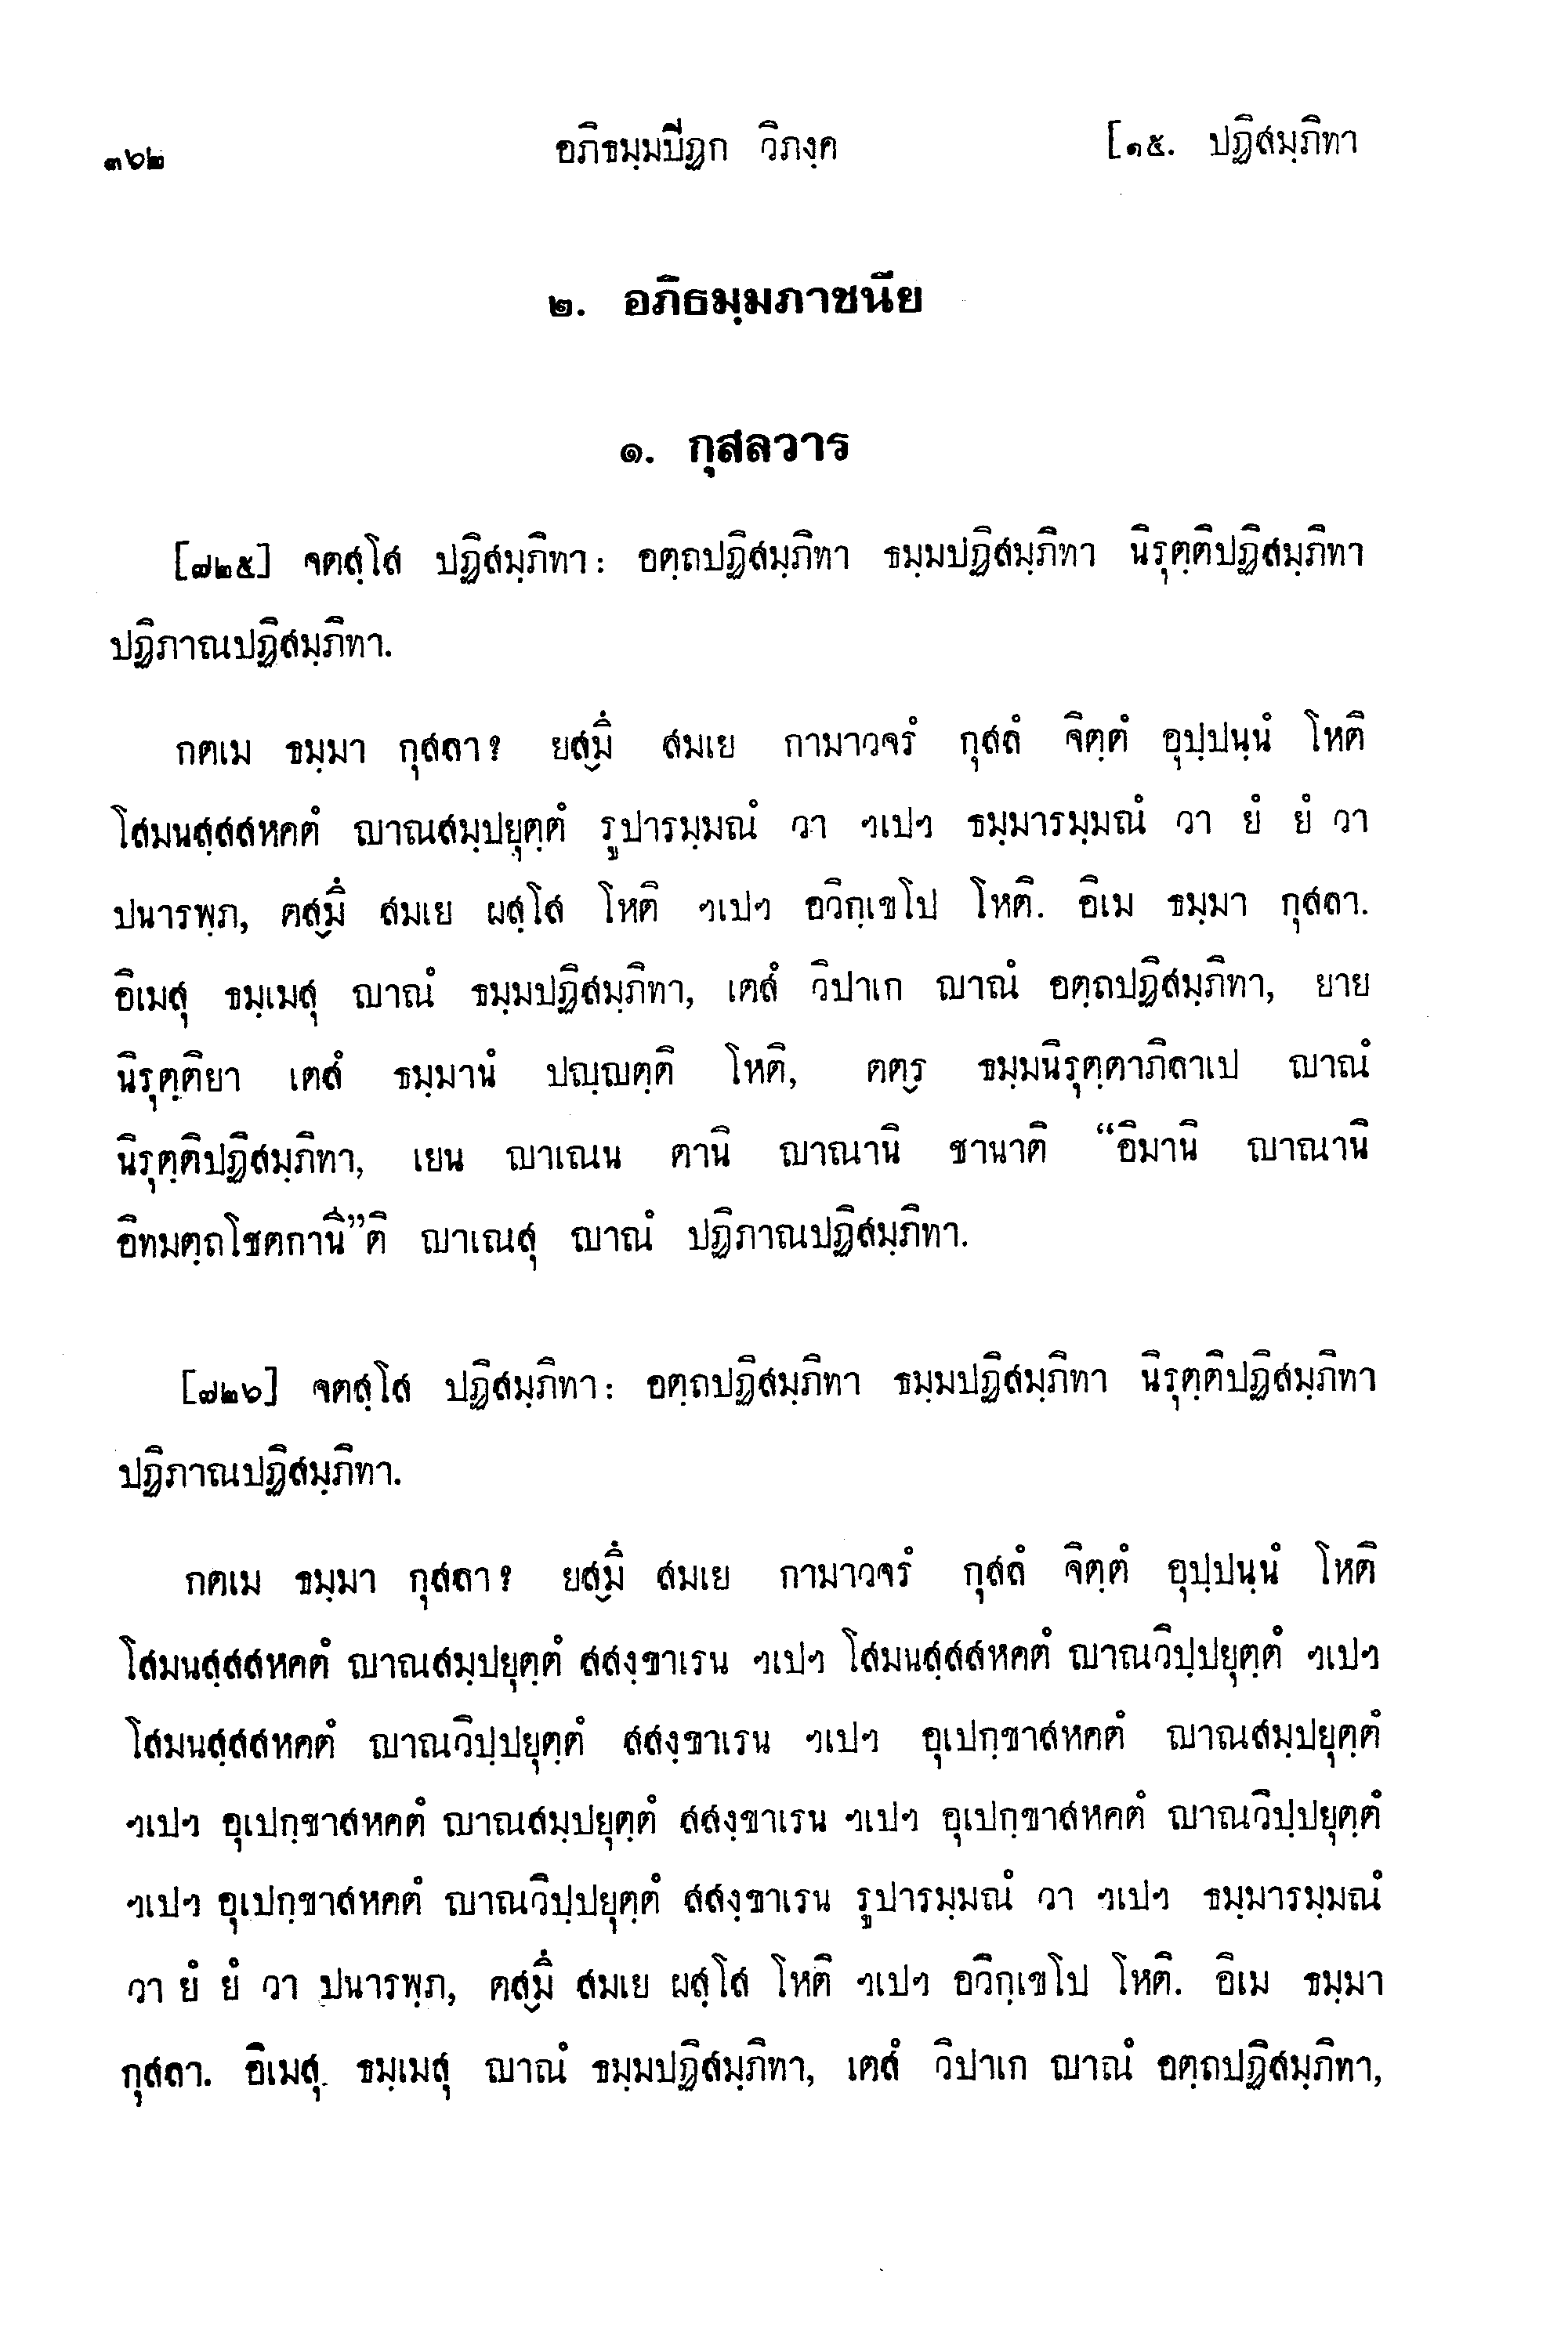 ๓๖๒ อภิธมฺมปิฏก วิภงฺค [๑๕. ปฏิสมฺภิทา
๒. อภิธมฺมภาชนีย
๑. กุสลวาร
[๗๒๕] จตสฺโส ปฏิสมฺภิทา: อตฺถปฏิสมฺภิทา ธมฺมปฏิสมฺภิทา นิรุตฺติปฏิสมฺภิทา
ปฏิภาณปฏิสมฺภิทา.
กตเม ธมฺมา กุสลา? ยสฺมึ สมเย กามาวจรํ กุสลํ จิตฺตํ อุปฺปนฺนํ โหติ
โสมนสฺสสหคตํ ญาณสมฺปยุตฺตํ รูปารมฺมณํ วา ฯเปฯ ธมฺมารมฺมณํ วา ยํ ยํ วา
ปนารพฺภ, ตสฺมึ สมเย ผสฺโส โหติ ฯเปฯ อวิกฺเขโป โหติ. อิเม ธมฺมา กุสลา.
อิเมสุ ธมฺเมสุ ญาณํ ธมฺมปฏิสมฺภิทา, เตสํ วิปาเก ญาณํ อตฺถปฏิสมฺภิทา, ยาย
นิรุตฺติยา เตสํ ธมฺมานํ ปญฺญตฺติ โหติ, ตตฺร ธมฺมนิรุตฺตาภิลาเป ญาณํ
นิรุตฺติปฏิสมฺภิทา, เยน ญาเณน ตานิ ญาณานิ ชานาติ “อิมานิ ญาณานิ
อิทมตฺถโชตกานี”ติ ญาเณสุ ญาณํ ปฏิภาณปฏิสมฺภิทา.
[๗๒๖] จตสฺโส ปฏิสมฺภิทา: อตฺถปฏิสมฺภิทา ธมฺมปฏิสมฺภิทา นิรุตฺติปฏิสมฺภิทา
ปฏิภาณปฏิสมฺภิทา.
กตเม ธมฺมา กุสลา? ยสฺมึ สมเย กามาวจรํ กุสลํ จิตฺตํ อุปฺปนฺนํ โหติ
โสมนสฺสสหคตํ ญาณสมฺปยุตฺตํ สสงฺขาเรน ฯเปฯ โสมนสฺสสหคตํ ญาณวิปฺปยุตฺตํ ฯเปฯ
โสมนสฺสสหคตํ ญาณวิปฺปยุตฺตํ สสงฺขาเรน ฯเปฯ อุเปกฺขาสหคตํ ญาณสมฺปยุตฺตํ
ฯเปฯ อุเปกฺขาสหคตํ ญาณสมฺปยุตฺตํ สสงฺขาเรน ฯเปฯ อุเปกฺขาสหคตํ ญาณวิปฺปยุตฺตํ
ฯเปฯ อุเปกฺขาสหคตํ ญาณวิปฺปยุตฺตํ สสงฺขาเรน รูปารมฺมณํ วา ฯเปฯ ธมฺมารมฺมณํ
วา ยํ ยํ วา ปนารพฺภ, ตสฺมึ สมเย ผสฺโส โหติ ฯเปฯ อวิกฺเขโป โหติ. อิเม ธมฺมา
กุสลา. อิเมสุ ธมฺเมสุ ญาณํ ธมฺมปฏิสมฺภิทา, เตสํ วิปาเก ญาณํ อตฺถปฏิสมฺภิทา,